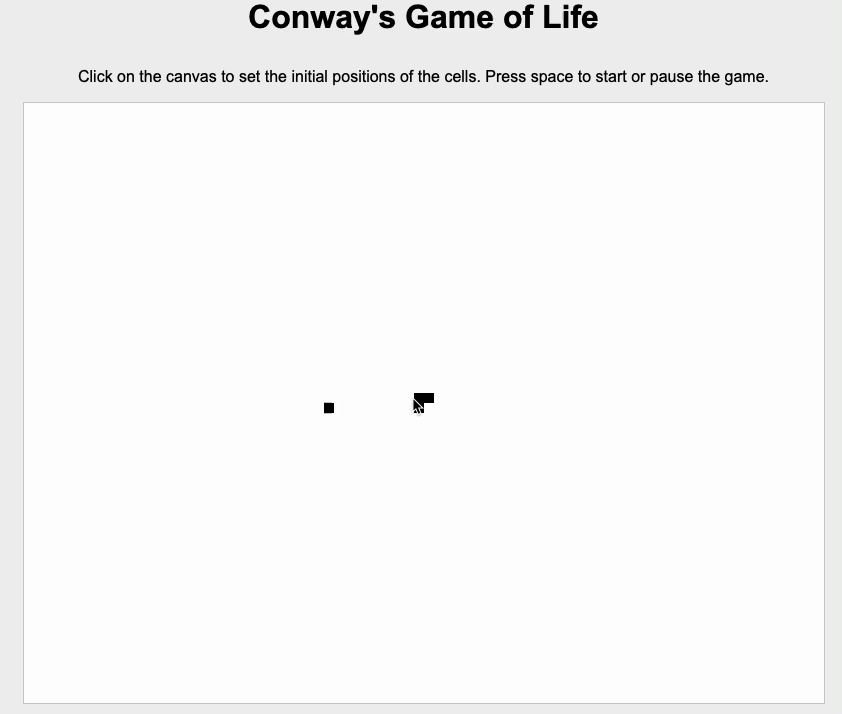 Conway's Game of Life
Click on the canvas to set the initial positions of the cells. Press space to start or pause the game.